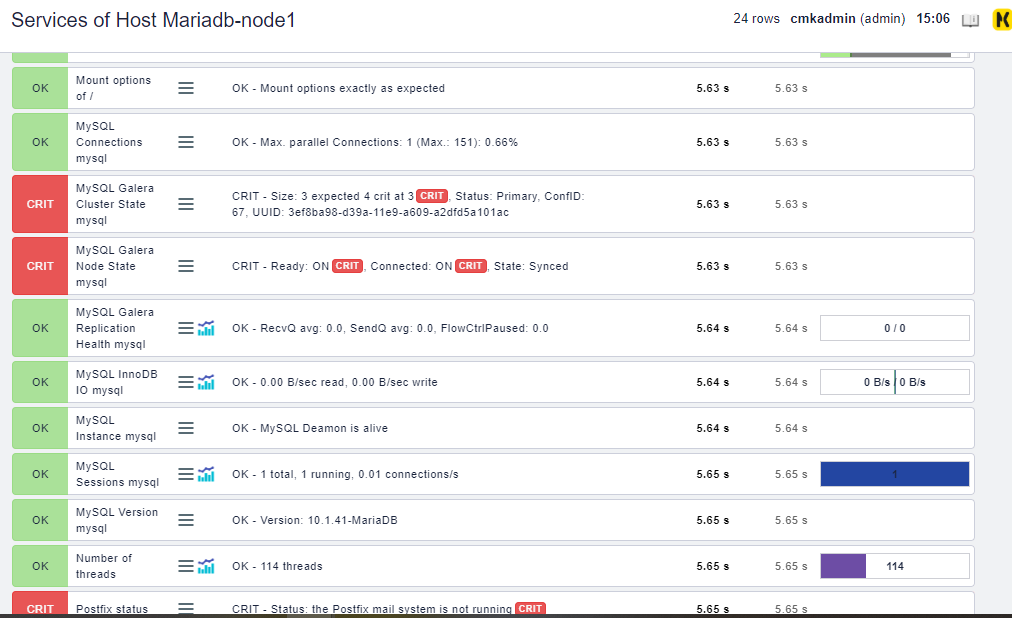 Services of Host Mariadb-node1
24 rows cmkadmin (admin) 15:06
OK
Mount options
of /
OK - Mount options exactly as expected
5.63 s
5.63 s
OK
MySQL
Connections
mysql
OK - Max. parallel Connections: 1 (Max.: 151): 0.66%
5.63 s
5.63 s
CRIT
MySQL Galera
Cluster State
mysql
CRIT - Size: 3 expected 4 crit at 3 CRIT, Status: Primary, ConfID:
67, UUID: 3ef8ba98-d39a-11e9-a609-a2dfd5a101ac
5.63 s
5.63 s
CRIT
MySQL Galera
Node State
mysql
CRIT - Ready: ON CRIT, Connected: ON CRIT, State: Synced
5.63 s
5.63 s
OK
MySQL Galera
Replication
Health mysql
OK - RecvQ avg: 0.0, SendQ avg: 0.0, FlowCtrlPaused: 0.0
5.64 s
5.64 s
0 / 0
OK
MySQL InnoDB
IO mysql
OK - 0.00 B/sec read, 0.00 B/sec write
5.64 s
5.64 s
0 B/s / 0 B/s
OK
MySQL
Instance mysql
OK - MySQL Deamon is alive
5.64 s
5.64 s
OK
MySQL
Sessions mysql
OK - 1 total, 1 running, 0.01 connections/s
5.65 s
5.65 s
1
OK
MySQL Version
mysql
OK - Version: 10.1.41-MariaDB
5.65 s
5.65 s
OK
Number of
threads
OK - 114 threads
5.65 s
5.65 s
114
CRIT
Postfix status
CRIT - Status: the Postfix mail system is not running CRIT
5.65 s
5.65 s